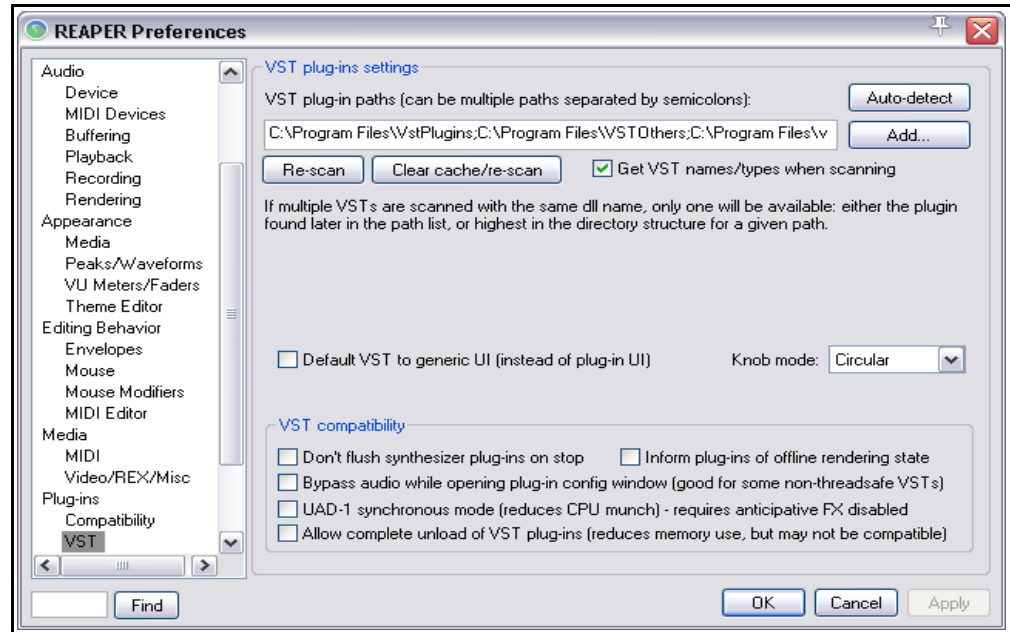 REAPER Preferences
Audio
Device
MIDI Devices
Buffering
Playback
Recording
Rendering
Appearance
Media
Peaks/Waveforms
VU Meters/Faders
Theme Editor
Editing Behavior
Envelopes
Mouse
Mouse Modifiers
MIDI Editor
Media
MIDI
Video/REX/Misc
Plug-ins
Compatibility
VST
Find
VST plug-ins settings
VST plug-in paths (can be multiple paths separated by semicolons):
Auto-detect
C:\Program Files\VstPlugins;C:\Program Files\VSTOthers;C:\Program Files\v
Add...
Re-scan
Clear cache/re-scan
Get VST names/types when scanning
If multiple VSTs are scanned with the same dll name, only one will be available: either the plugin
found later in the path list, or highest in the directory structure for a given path.
Default VST to generic UI (instead of plug-in UI)
Knob mode:
Circular
VST compatibility
Don't flush synthesizer plug-ins on stop
Inform plug-ins of offline rendering state
Bypass audio while opening plug-in config window (good for some non-threadsafe VSTs)
UAD-1 synchronous mode (reduces CPU munch) - requires anticipative FX disabled
Allow complete unload of VST plug-ins (reduces memory use, but may not be compatible)
OK
Cancel
Apply